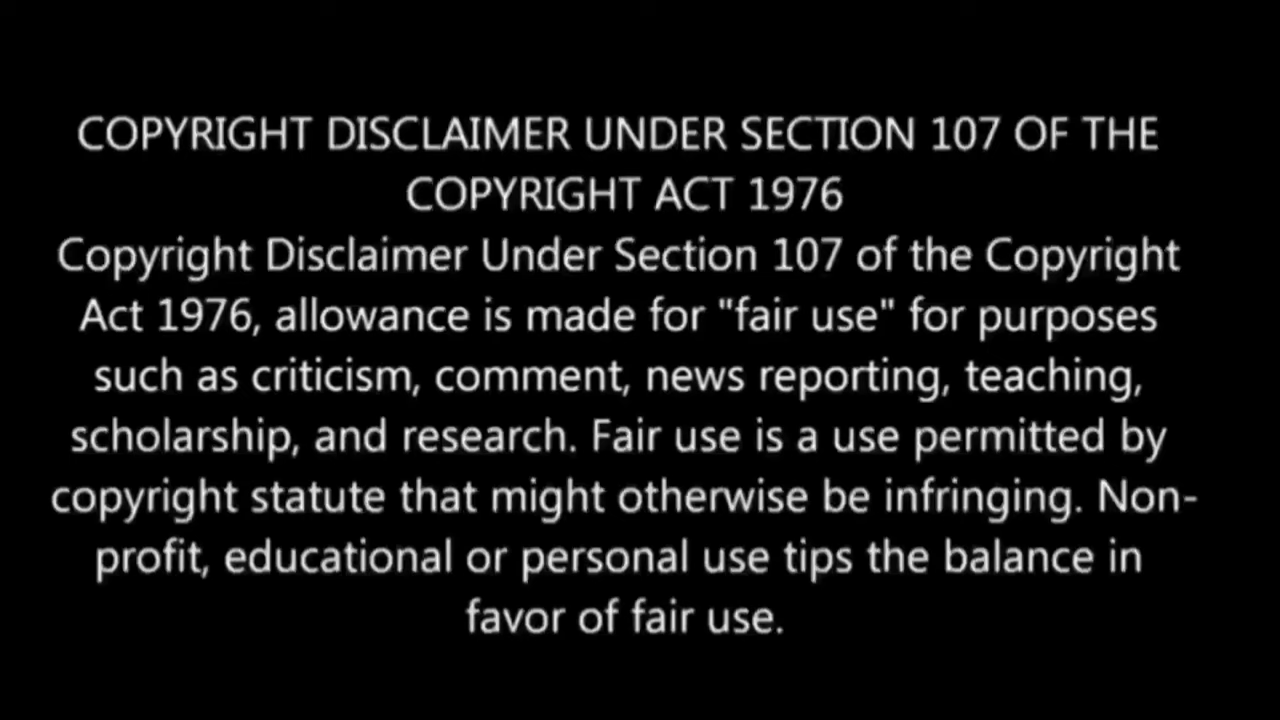 COPYRIGHT DISCLAIMER UNDER SECTION 107 OF THE
COPYRIGHT ACT 1976
Copyright Disclaimer Under Section 107 of the Copyright
Act 1976, allowance is made for "fair use" for purposes
such as criticism, comment, news reporting, teaching,
scholarship, and research. Fair use is a use permitted by
copyright statute that might otherwise be infringing. Non-
profit, educational or personal use tips the balance in
favor of fair use.